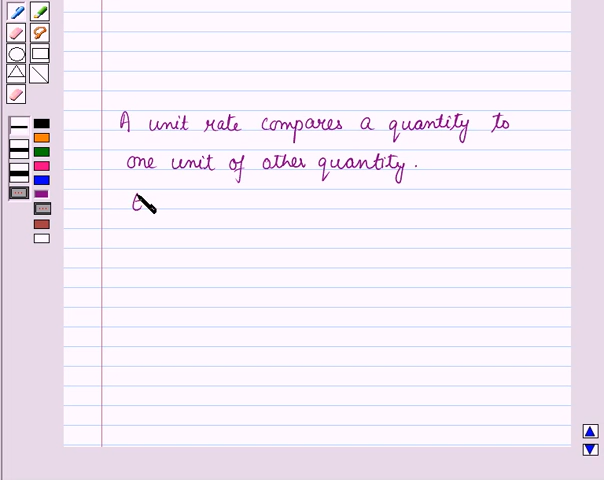 A unit rate compares a quantity to
one unit of other quantity.